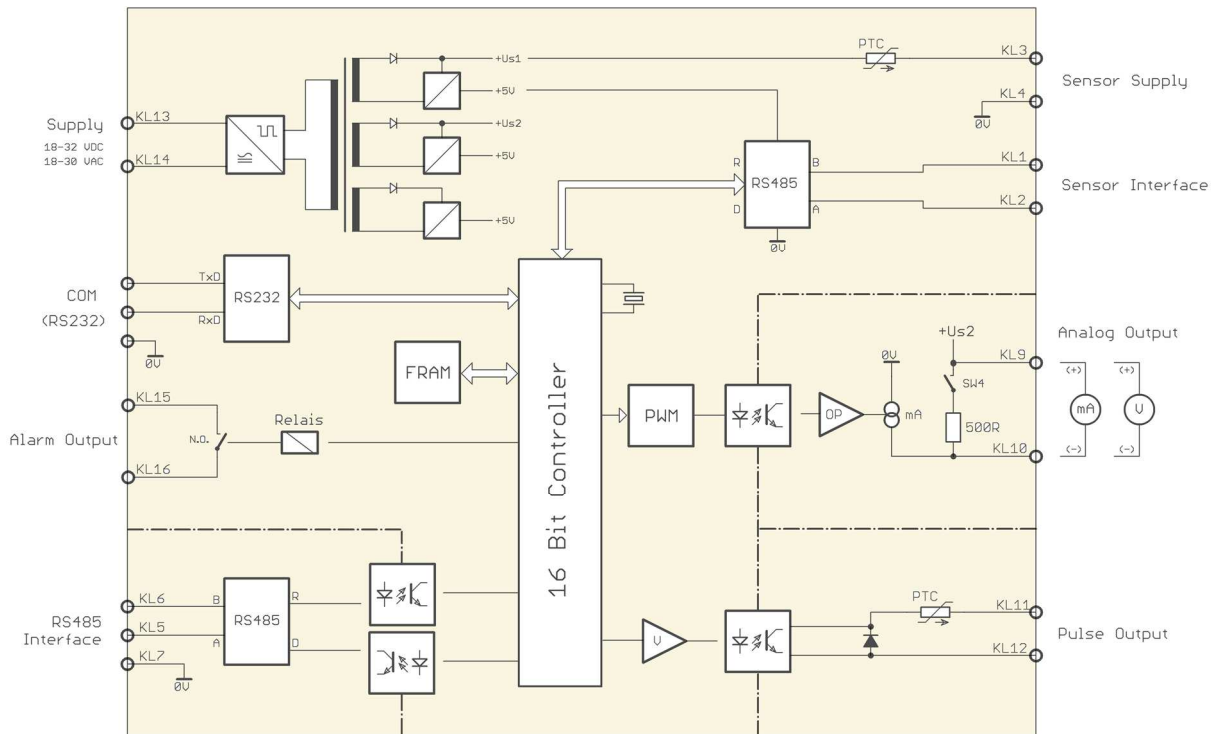 PTC
KL3
+Us1
Sensor Supply
+5V
KL4
0V
KL13
Supply
18-32 VDC
18-30 VAC
KL14
+Us2
+5V
R
B
KL1
RS485
Sensor Interface
D
A
KL2
+5V
0V
TxD
COM
(RS232)
RS232
RxD
0V
+Us2
Analog Output
0V
KL9
(+)
(+)
FRAM
SW4
KL15
PWM
OP
mA
mA
V
Relais
500R
Alarm Output
N.O.
KL10
(-)
(-)
KL16
16 Bit Controller
KL6
B
R
PTC
KL11
RS485
Interface
KL5
RS485
A
D
V
Pulse Output
KL7
KL12
0V